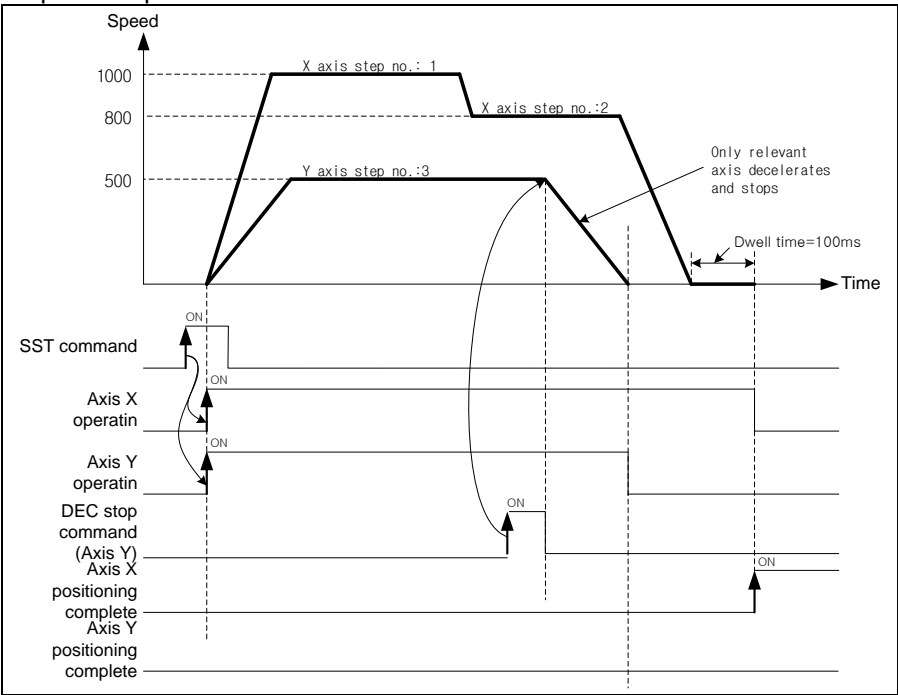 Speed
1000
X axis step no.: 1
800
X axis step no.:2
500
Y axis step no.:3
Only relevant
axis decelerates
and stops
Dwell time=100ms
Time
SST command
ON
Axis X
operatin
ON
Axis Y
operatin
ON
DEC stop
command
(Axis Y)
ON
Axis X
positioning
complete
ON
Axis Y
positioning
complete